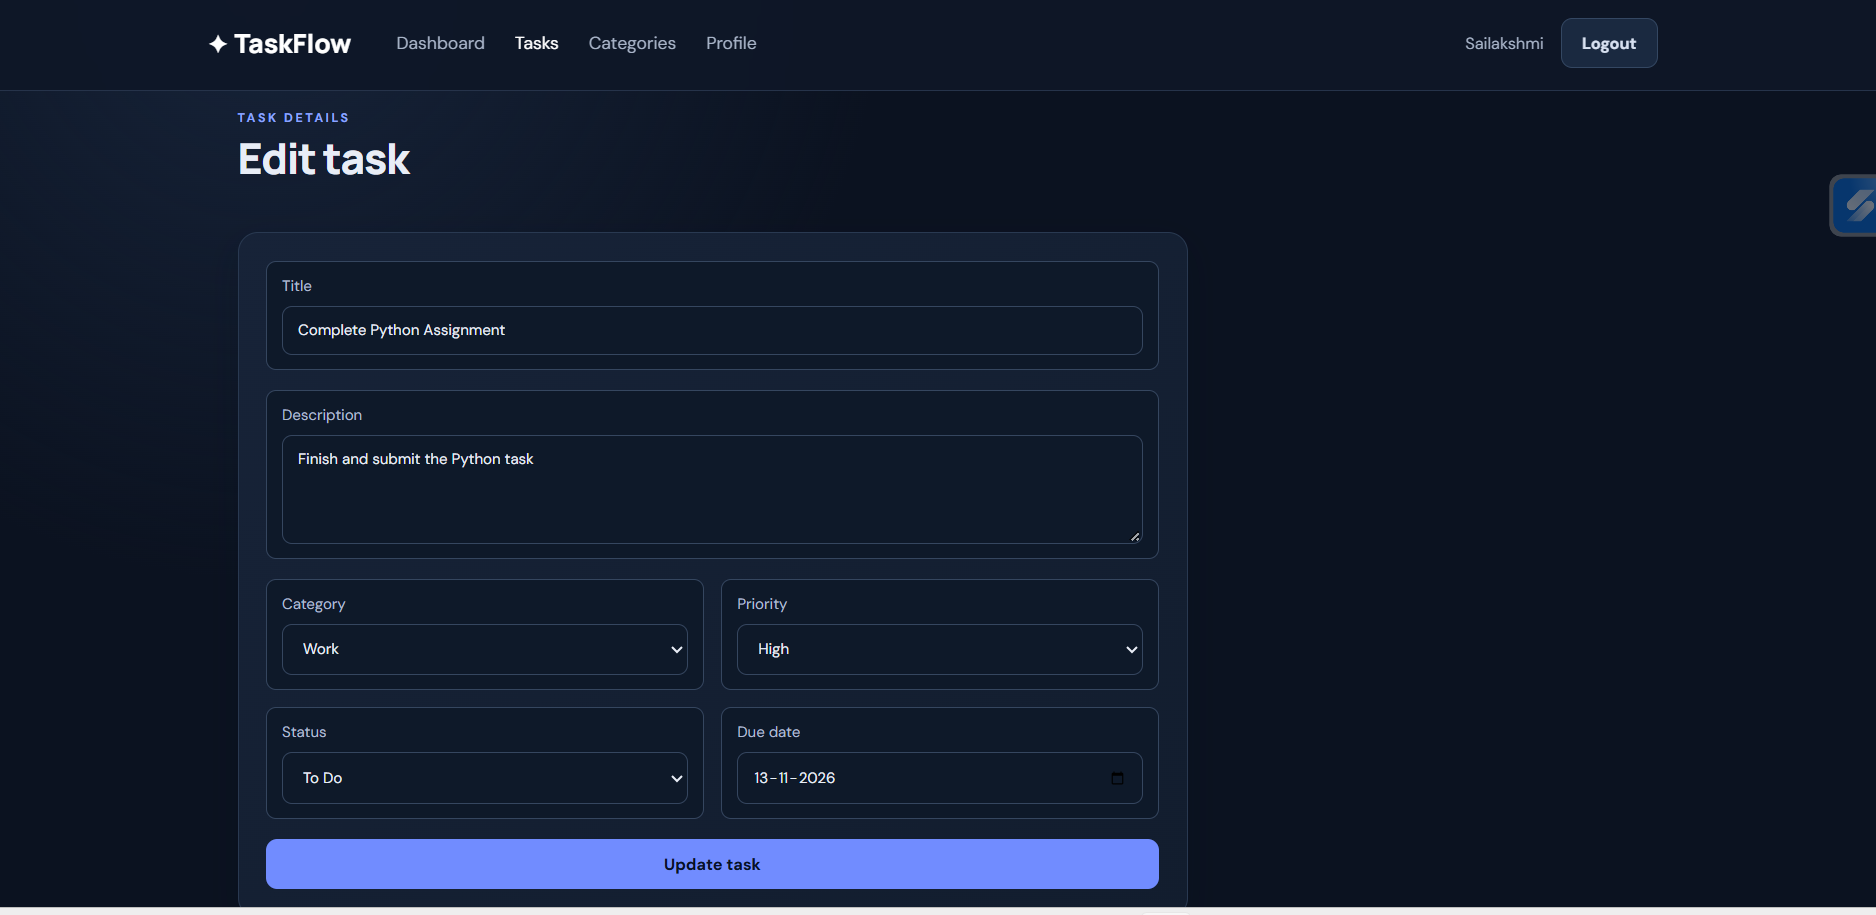 ✦ TaskFlow Dashboard Tasks Categories Profile Sailakshmi Logout
TASK DETAILS
Edit task
Title
Complete Python Assignment
Description
Finish and submit the Python task
Category Priority
Work High
Status Due date
To Do 13-11-2026
Update task